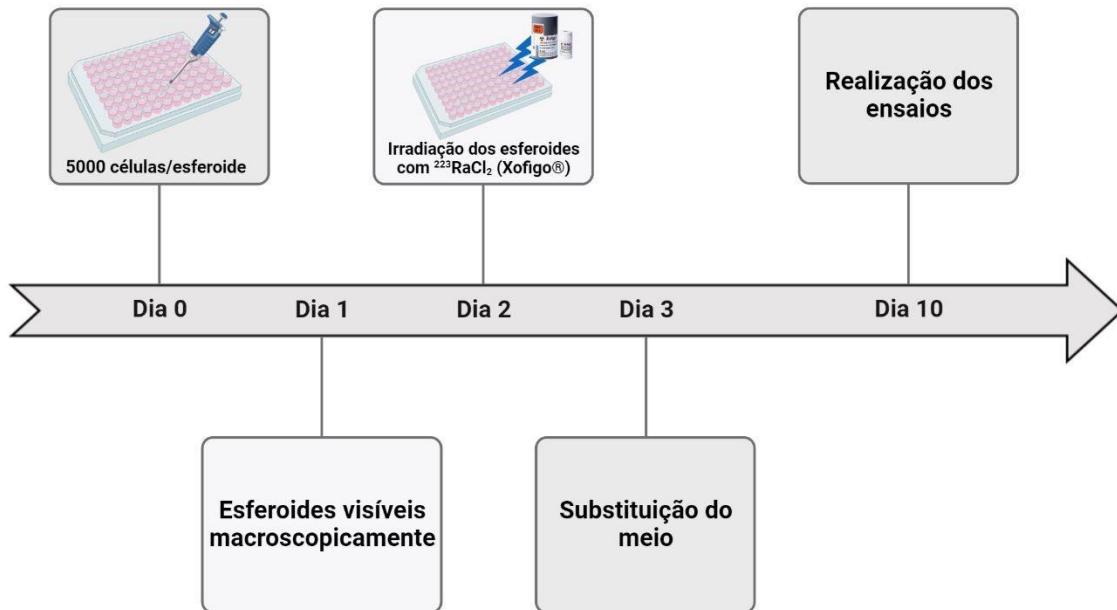 5000 células/esferoide
Irradiação dos esferoides
com ²²³RaCl₂ (Xofigo®)
Realização dos
ensaios
Dia 0
Dia 1
Dia 2
Dia 3
Dia 10
Esferoides visíveis
macroscopicamente
Substituição do
meio